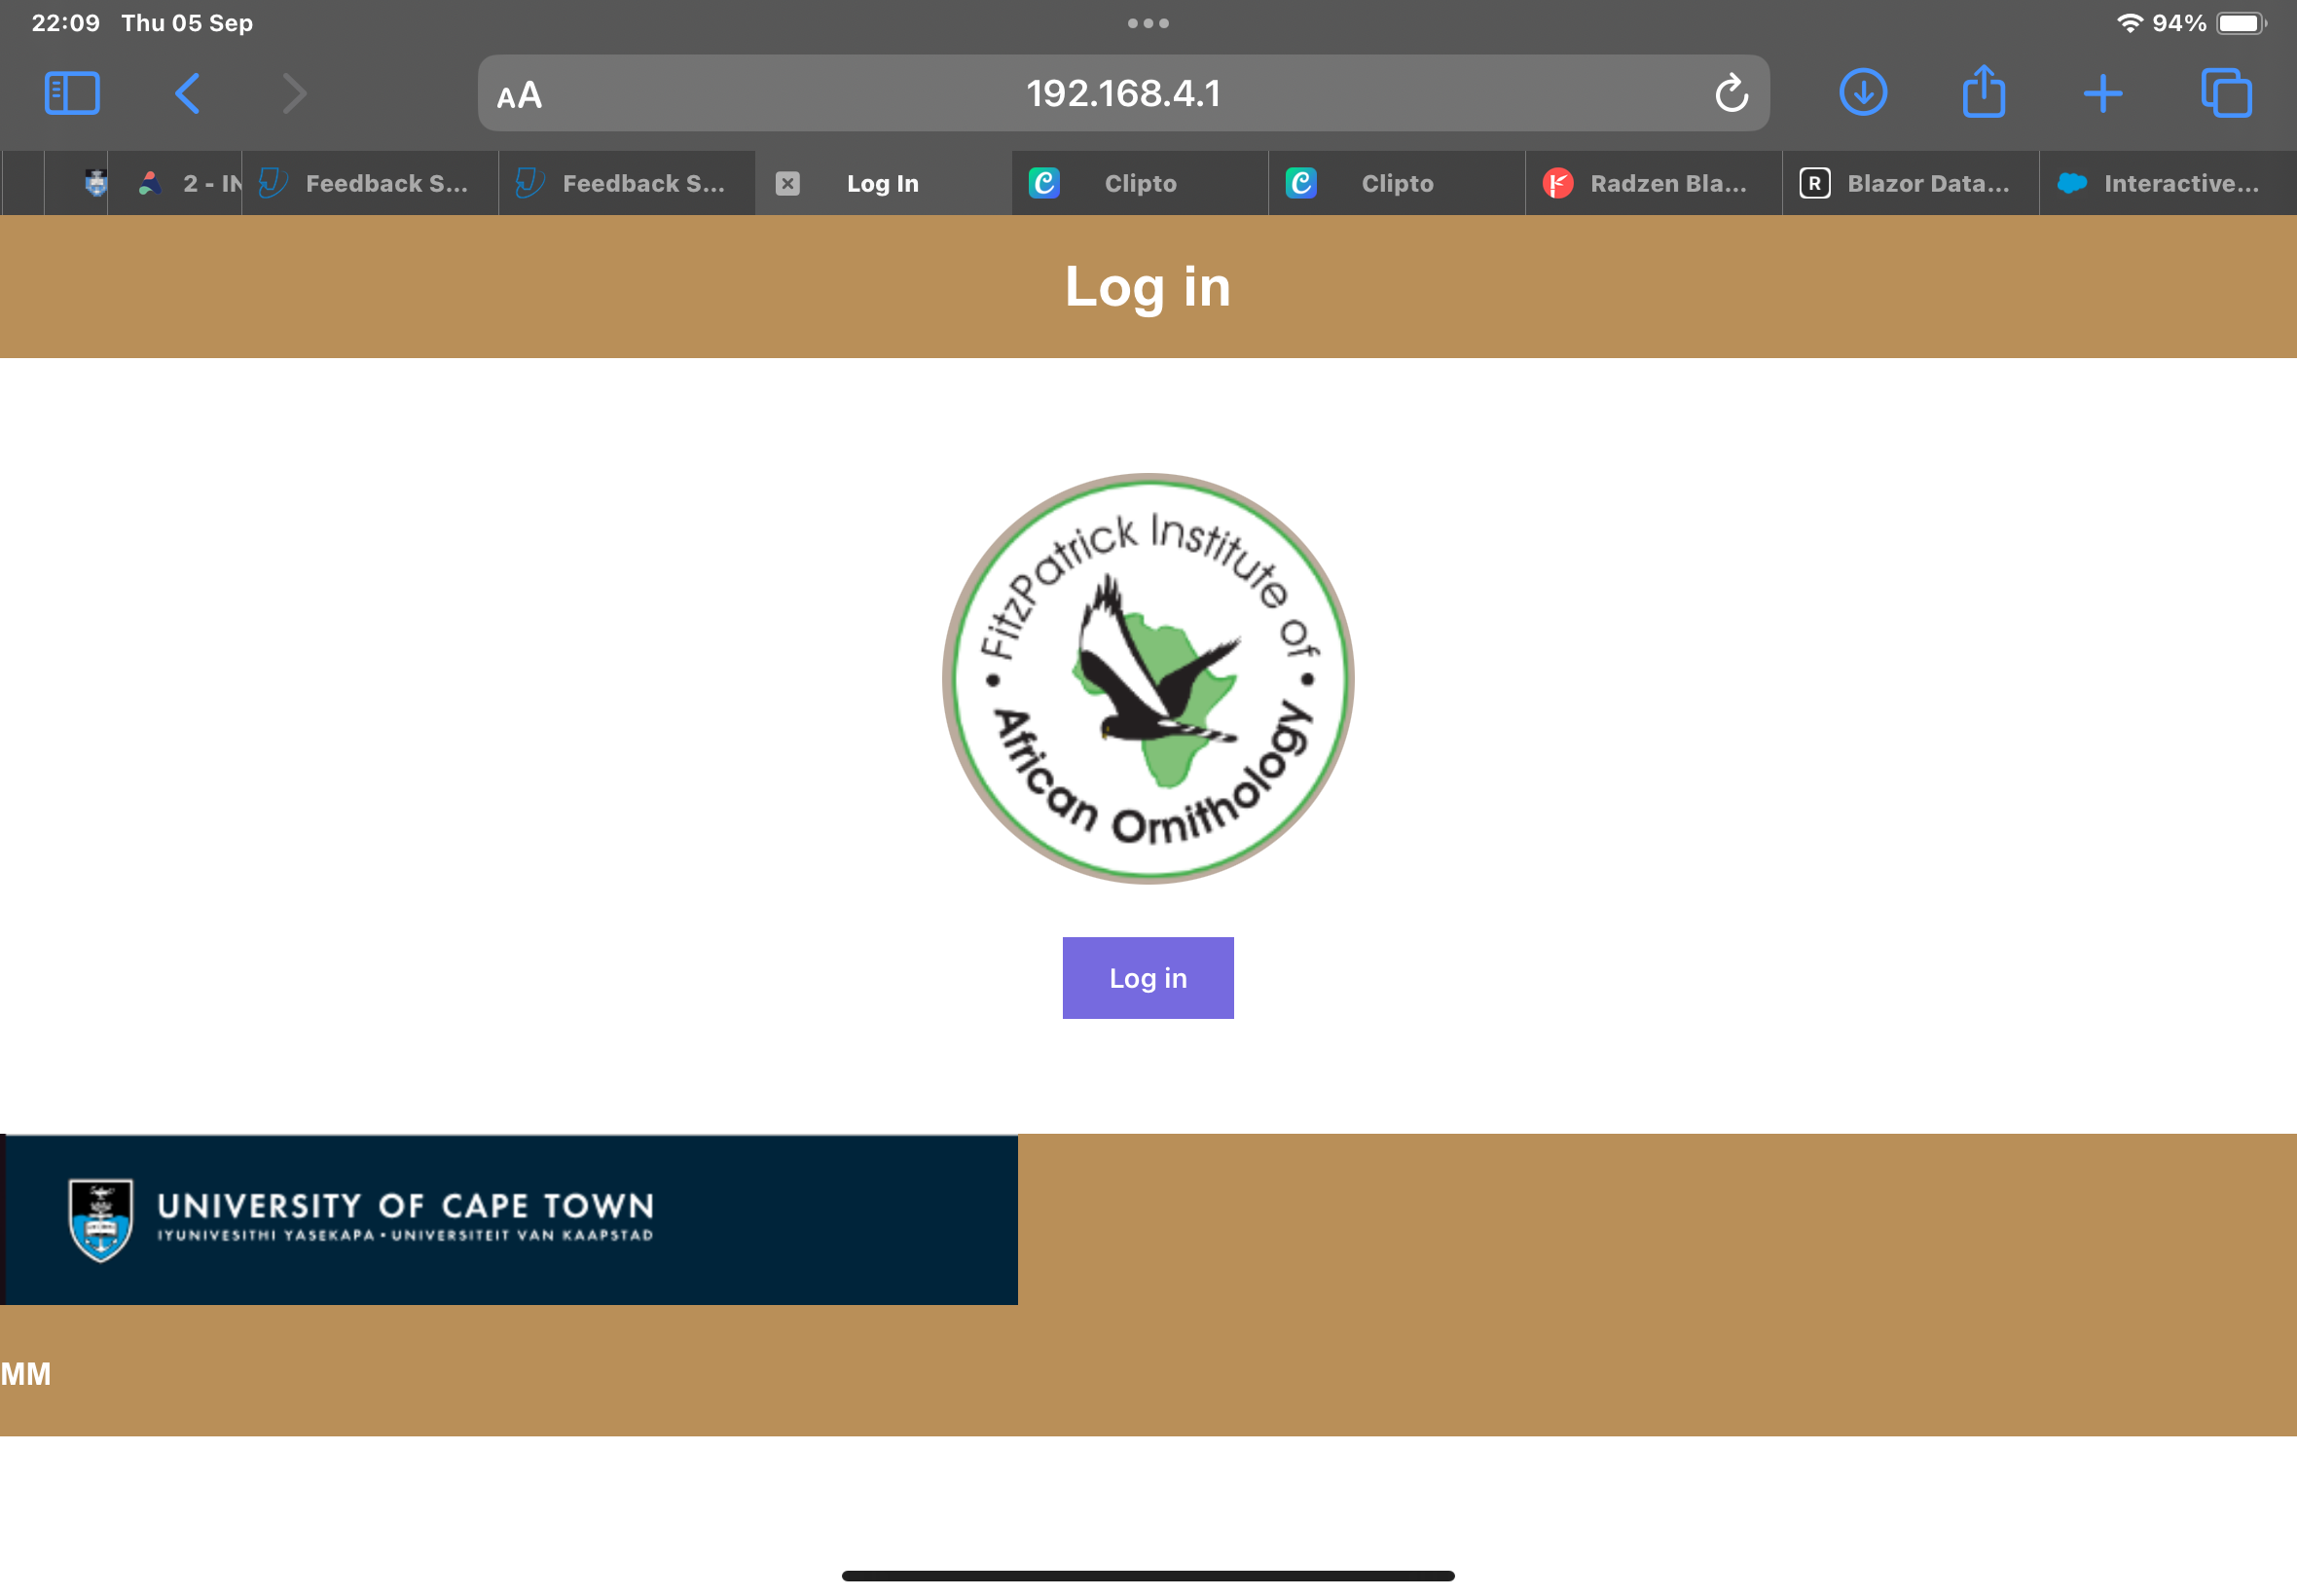 22:09 Thu 05 Sep
94%
AA
192.168.4.1
2 - IN
Feedback S...
Feedback S...
Log In
Clipto
Clipto
Radzen Bla...
R Blazor Data...
Interactive...
Log in
FitzPatrick Institute of
African Ornithology
Log in
UNIVERSITY OF CAPE TOWN
IYUNIVESITHI YASEKAPA • UNIVERSITEIT VAN KAAPSTAD
MM